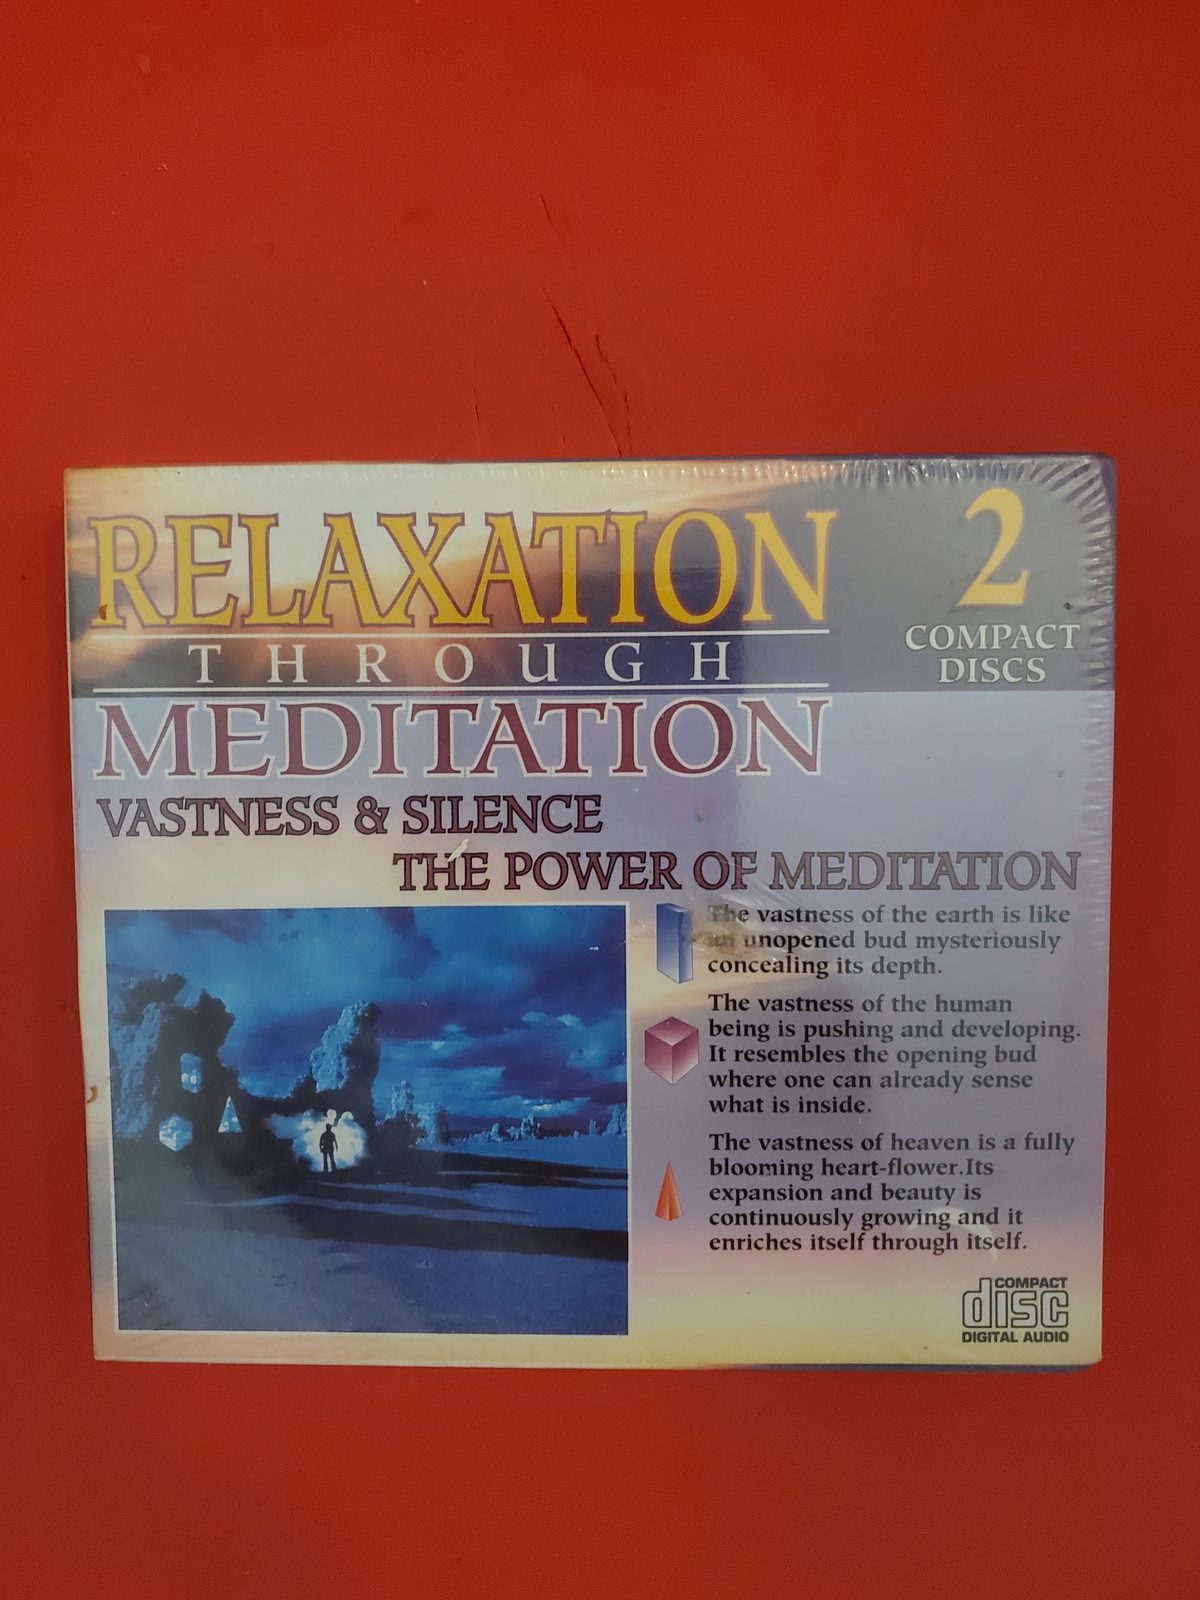 RELAXATION
THROUGH
MEDITATION
2
COMPACT
DISCS
VASTNESS & SILENCE
THE POWER OF MEDITATION
The vastness of the earth is like
an unopened bud mysteriously
concealing its depth.
The vastness of the human
being is pushing and developing.
It resembles the opening bud
where one can already sense
what is inside.
The vastness of heaven is a fully
blooming heart-flower.Its
expansion and beauty is
continuously growing and it
enriches itself through itself.
COMPACT
disc
DIGITAL AUDIO